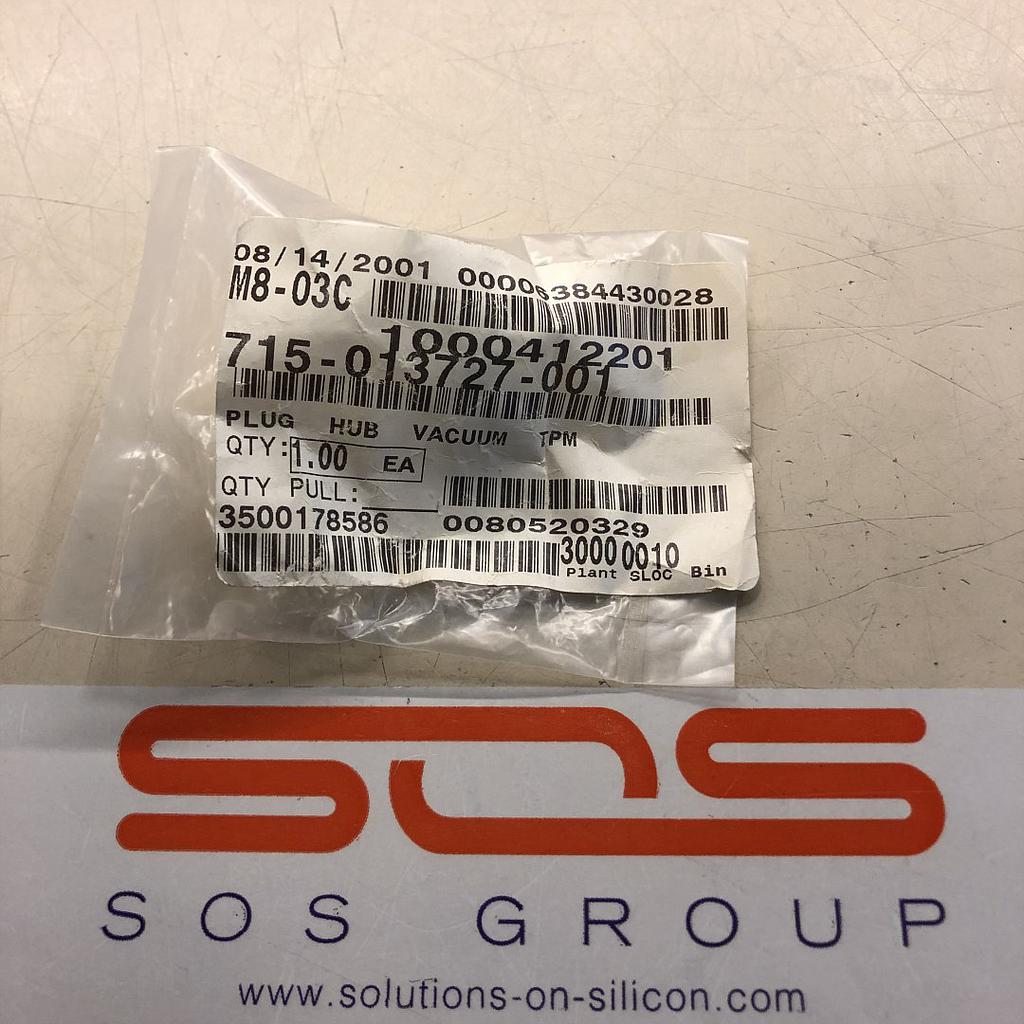 08/14/2001 00006384430028
M8-03C
1000412201
715-013727-001
PLUG HUB VACUUM TPM
QTY: 1.00 EA
QTY PULL:
3500178586 0080520329
3000 0010
Plant SLOC Bin
SOS
SOS GROUP
www.solutions-on-silicon.com